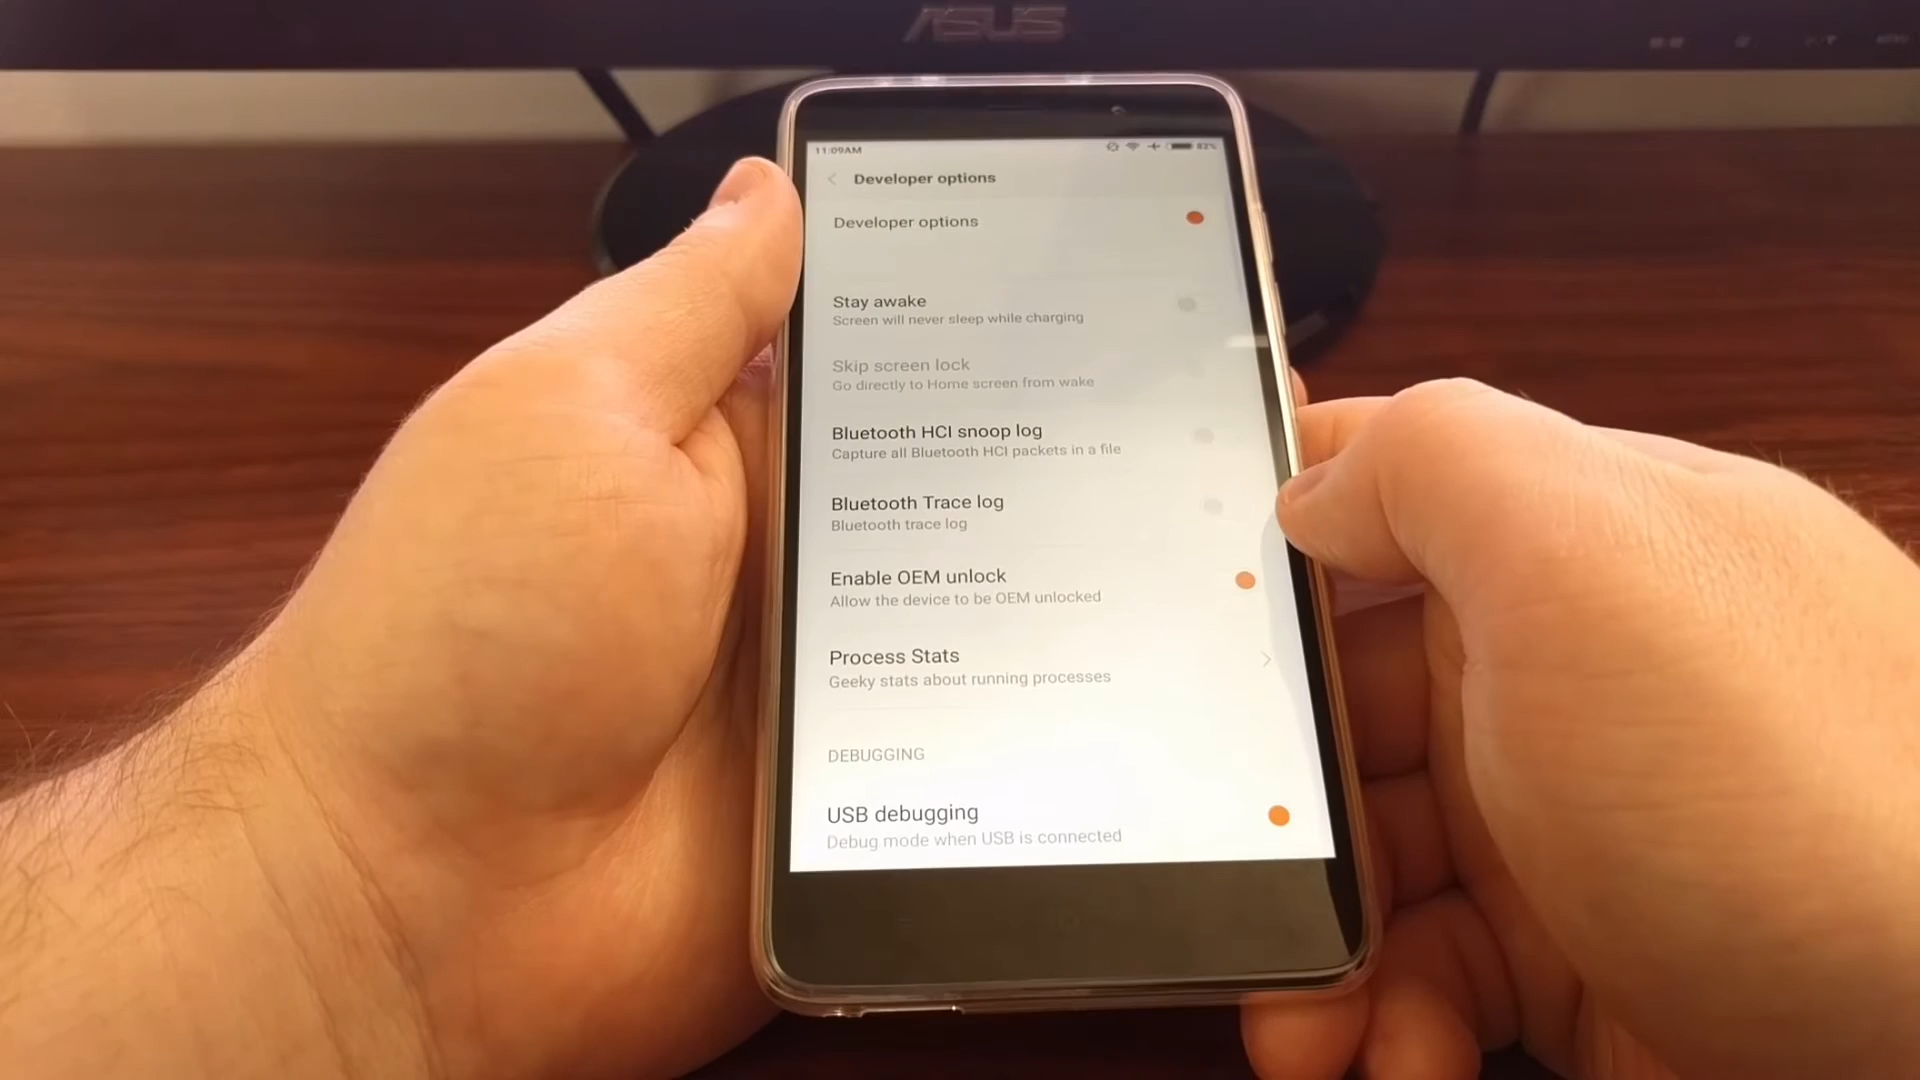 ASUS
11:09AM
82%
Developer options
Developer options
Stay awake
Screen will never sleep while charging
Skip screen lock
Go directly to Home screen from wake
Bluetooth HCI snoop log
Capture all Bluetooth HCI packets in a file
Bluetooth Trace log
Bluetooth trace log
Enable OEM unlock
Allow the device to be OEM unlocked
Process Stats
Geeky stats about running processes
DEBUGGING
USB debugging
Debug mode when USB is connected